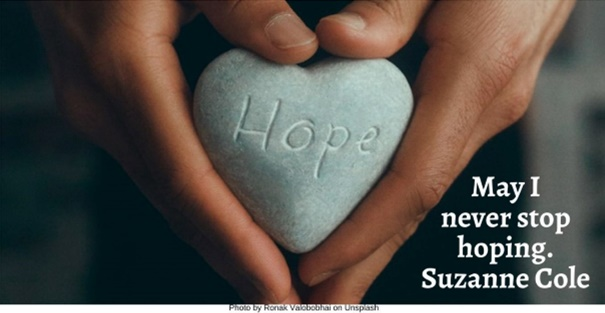 Hope
May I
never stop
hoping.
Suzanne Cole
Photo by Ronak Valobobhai on Unsplash